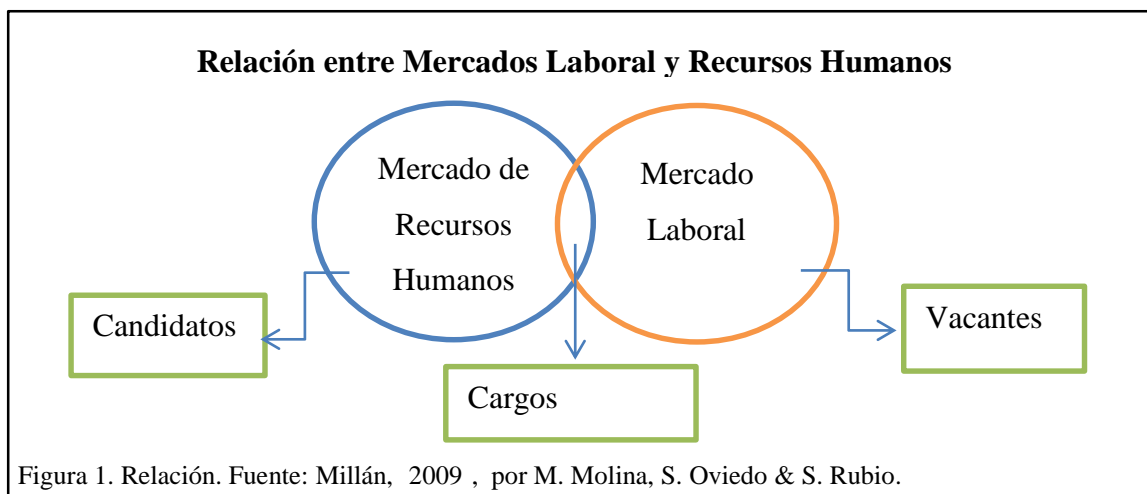 Relación entre Mercados Laboral y Recursos Humanos
Mercado de
Recursos
Humanos
Mercado
Laboral
Candidatos
Cargos
Vacantes
Figura 1. Relación. Fuente: Millán, 2009 , por M. Molina, S. Oviedo & S. Rubio.